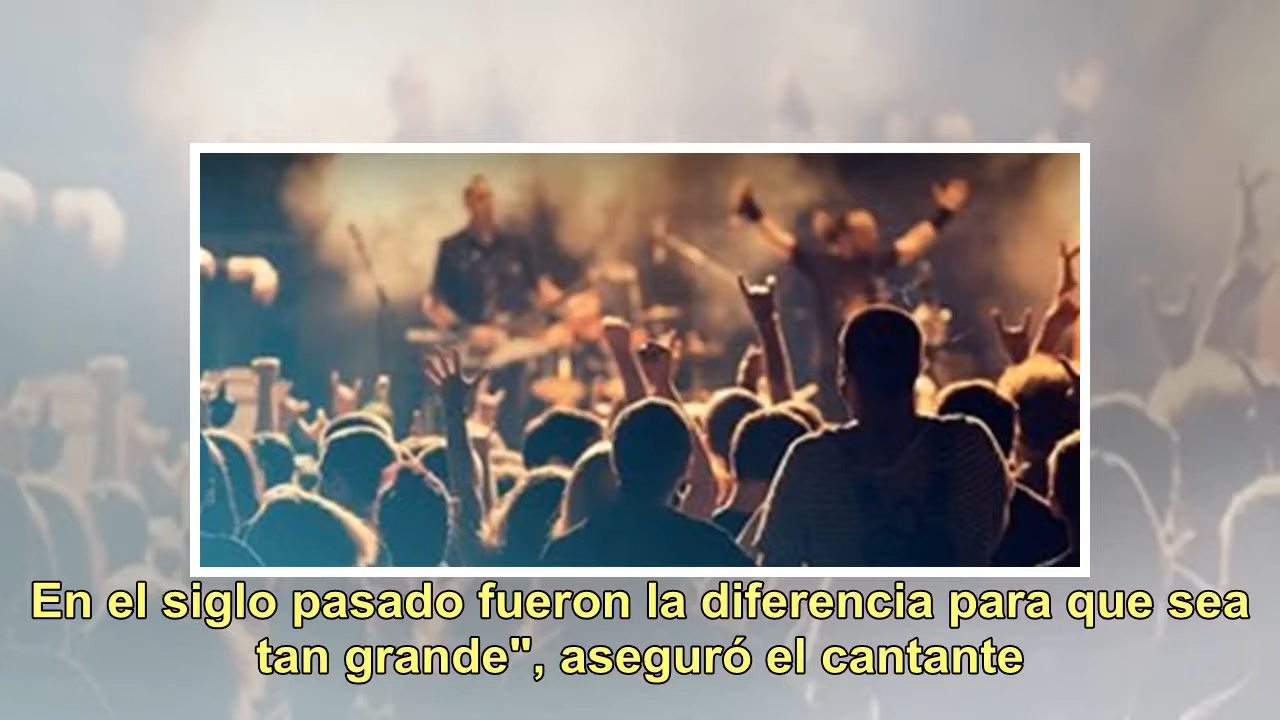 En el siglo pasado fueron la diferencia para que sea
tan grande", aseguró el cantante